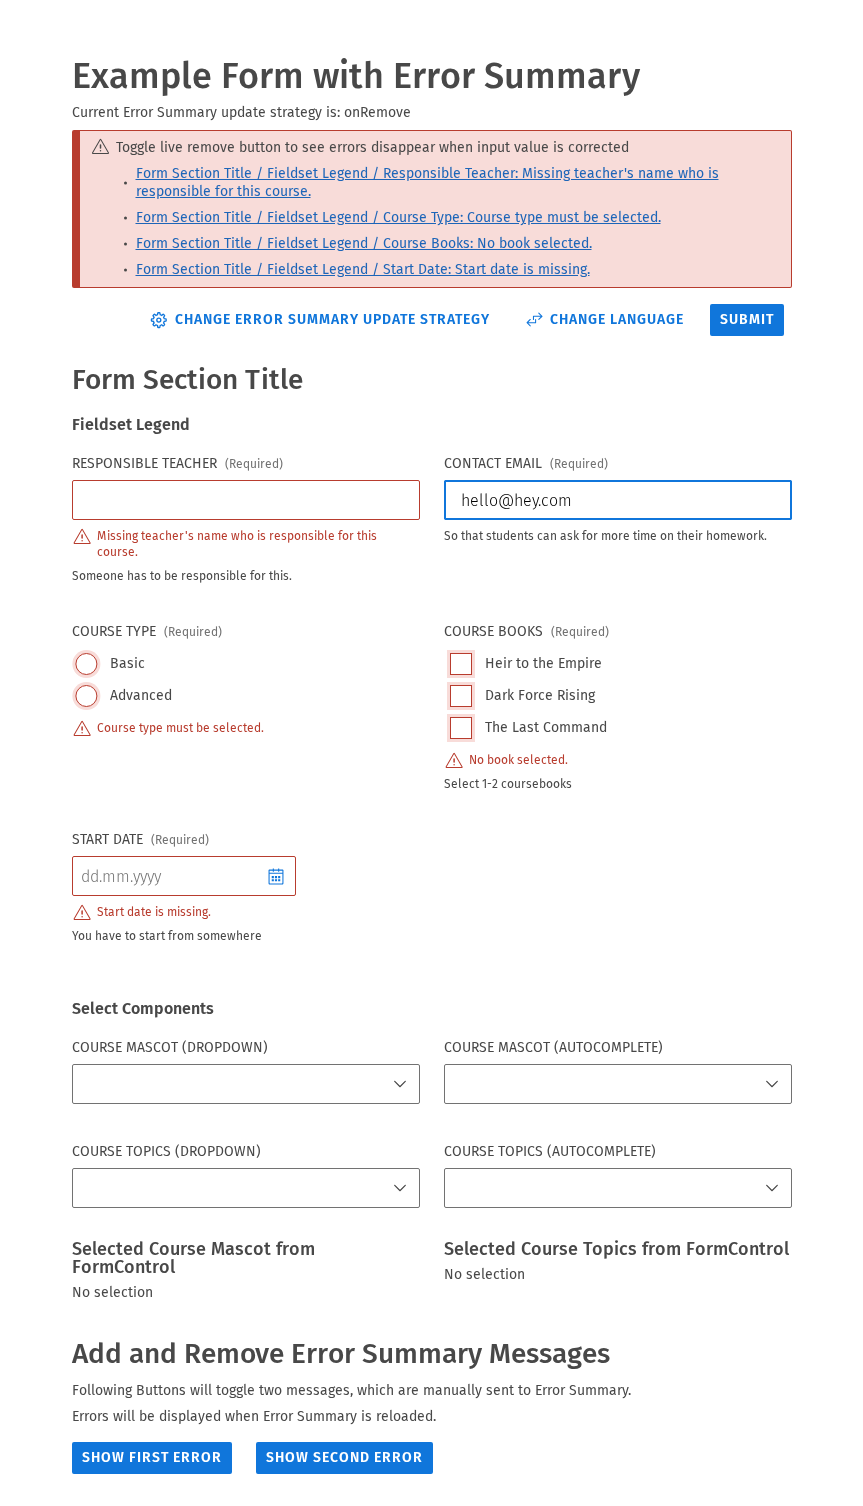 Example Form with Error Summary
Current Error Summary update strategy is: onRemove
Toggle live remove button to see errors disappear when input value is corrected
Form Section Title / Fieldset Legend / Responsible Teacher: Missing teacher's name who is
responsible for this course.
Form Section Title / Fieldset Legend / Course Type: Course type must be selected.
Form Section Title / Fieldset Legend / Course Books: No book selected.
Form Section Title / Fieldset Legend / Start Date: Start date is missing.
CHANGE ERROR SUMMARY UPDATE STRATEGY CHANGE LANGUAGE SUBMIT
Form Section Title
Fieldset Legend
RESPONSIBLE TEACHER (Required)
Missing teacher's name who is responsible for this
course.
Someone has to be responsible for this.
CONTACT EMAIL (Required)
hello@hey.com
So that students can ask for more time on their homework.
COURSE TYPE (Required)
Basic
Advanced
Course type must be selected.
COURSE BOOKS (Required)
Heir to the Empire
Dark Force Rising
The Last Command
No book selected.
Select 1-2 coursebooks
START DATE (Required)
dd.mm.yyyy
Start date is missing.
You have to start from somewhere
Select Components
COURSE MASCOT (DROPDOWN)
COURSE MASCOT (AUTOCOMPLETE)
COURSE TOPICS (DROPDOWN)
COURSE TOPICS (AUTOCOMPLETE)
Selected Course Mascot from
FormControl
No selection
Selected Course Topics from FormControl
No selection
Add and Remove Error Summary Messages
Following Buttons will toggle two messages, which are manually sent to Error Summary.
Errors will be displayed when Error Summary is reloaded.
SHOW FIRST ERROR SHOW SECOND ERROR